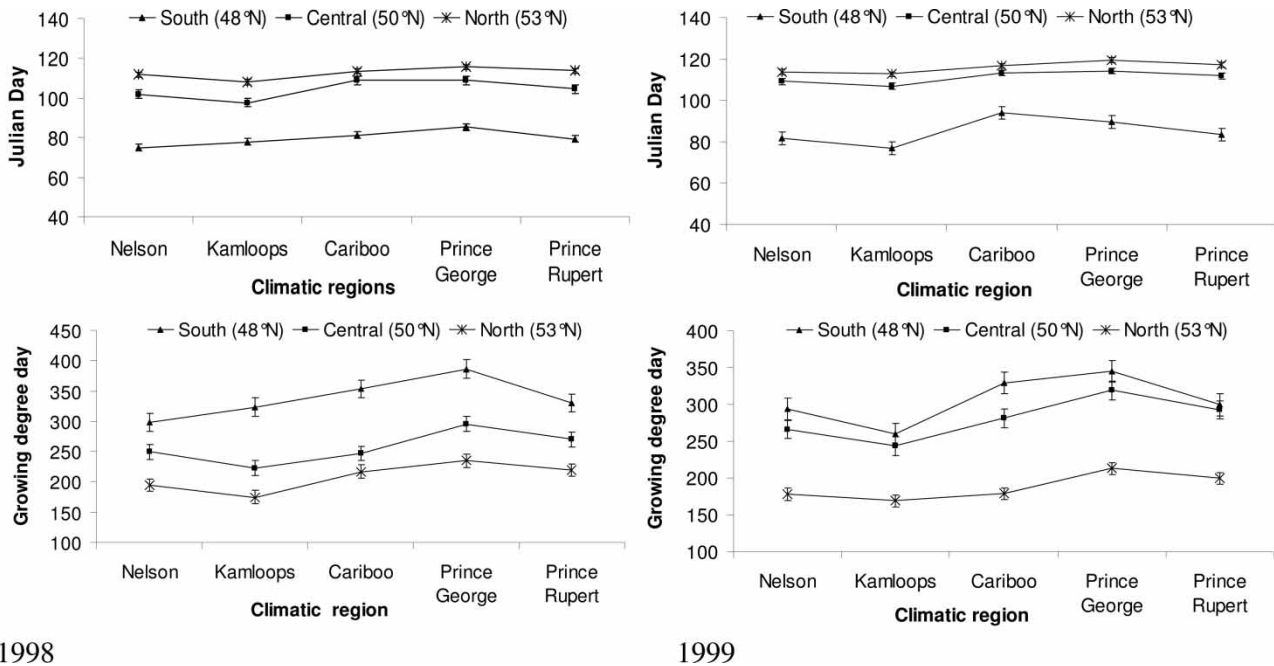 South (48°N) Central (50°N) North (53°N)
140
120
100
80
60
40
Julian Day
Nelson Kamloops Cariboo Prince George Prince Rupert
Climatic regions
South (48°N) Central (50°N) North (53°N)
140
120
100
80
60
40
Julian Day
Nelson Kamloops Cariboo Prince George Prince Rupert
Climatic region
South (48°N) Central (50°N) North (53°N)
450
400
350
300
250
200
150
100
Growing degree day
Nelson Kamloops Cariboo Prince George Prince Rupert
Climatic region
South (48°N) Central (50°N) North (53°N)
400
350
300
250
200
150
100
Growing degree day
Nelson Kamloops Cariboo Prince George Prince Rupert
Climatic region
1998
1999